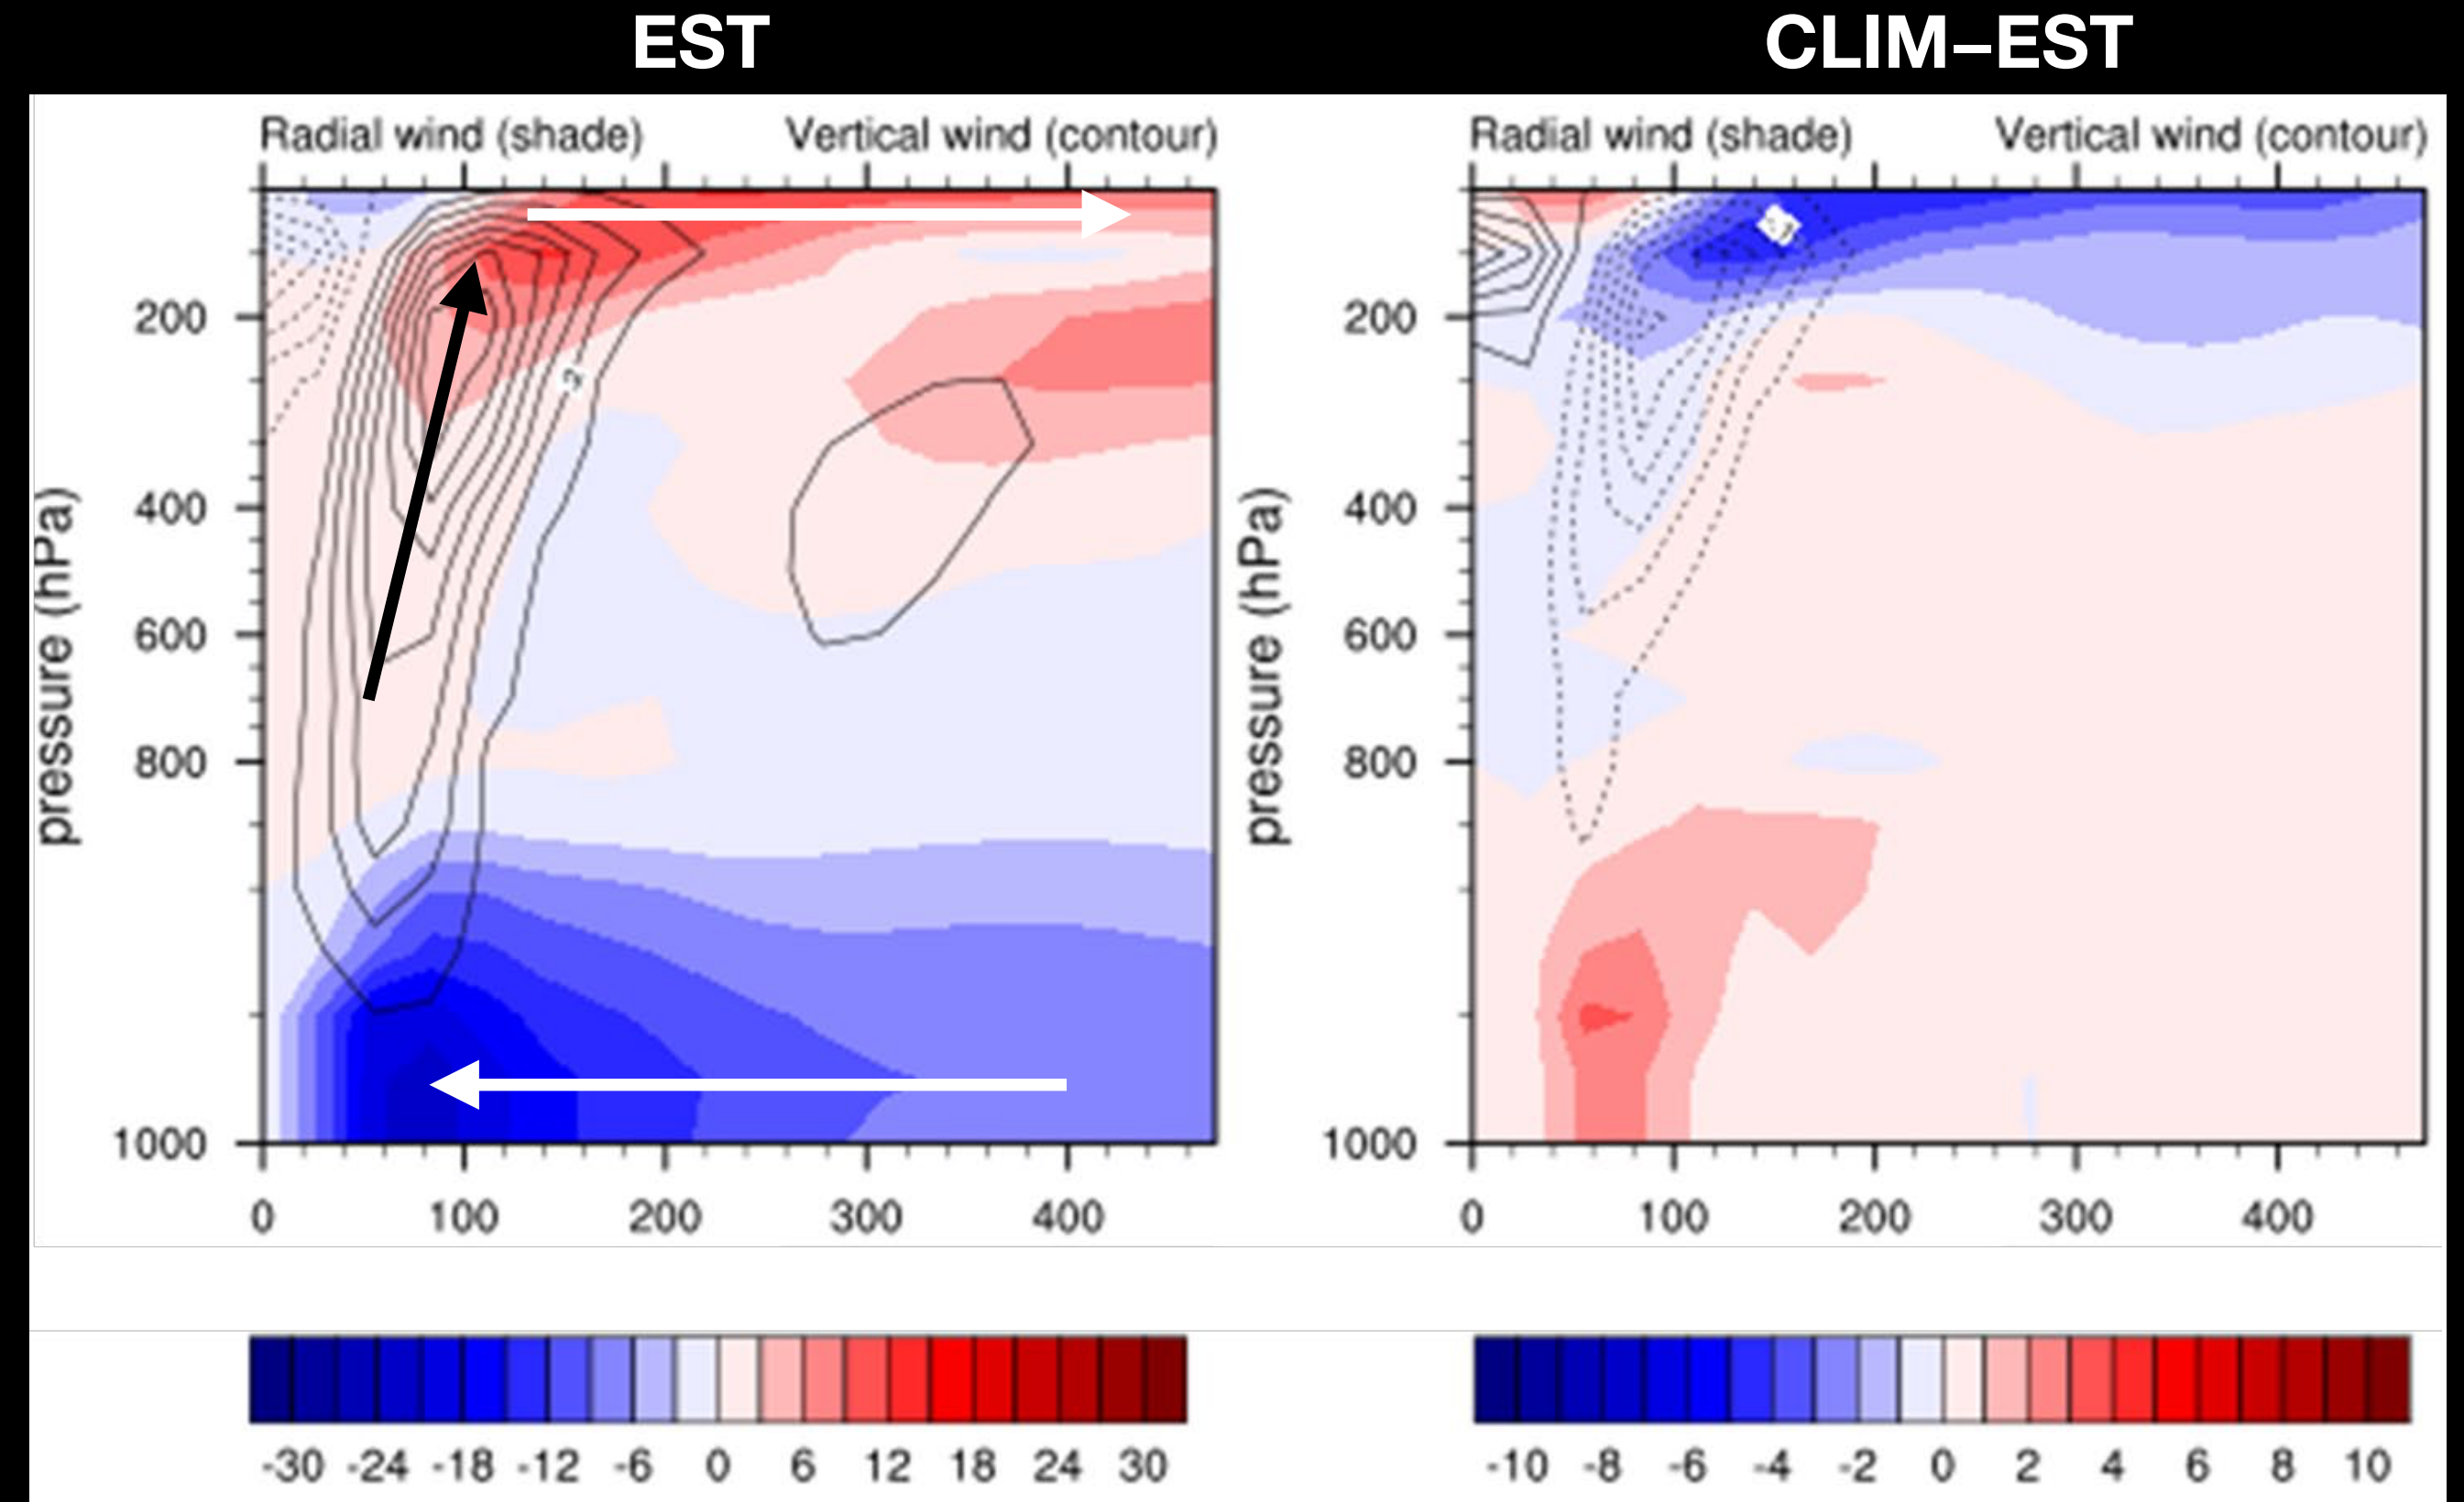 EST
CLIM–EST
Radial wind (shade) Vertical wind (contour)
Radial wind (shade) Vertical wind (contour)
pressure (hPa)
200
400
600
800
1000
0 100 200 300 400
.2
pressure (hPa)
200
400
600
800
1000
0 100 200 300 400
-30 -24 -18 -12 -6 0 6 12 18 24 30
-10 -8 -6 -4 -2 0 2 4 6 8 10